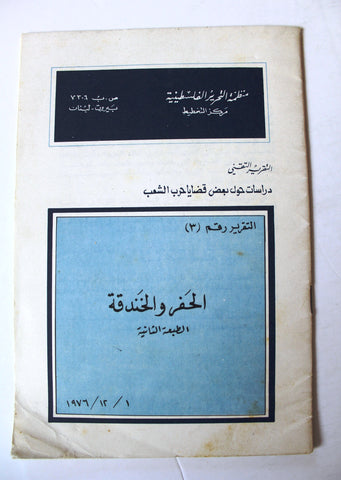 منظمة التحرير الفلسطينية
مركز التخطيط
ص. ب ٧٣٠٦
بيروت - لبنان
التقرير التقني
دراسات حول بعض قضايا حرب الشعب
التقرير رقم (٣)
الحفر والخندقة
الطبعة الثانية
١ / ١٢ / ١٩٧٦